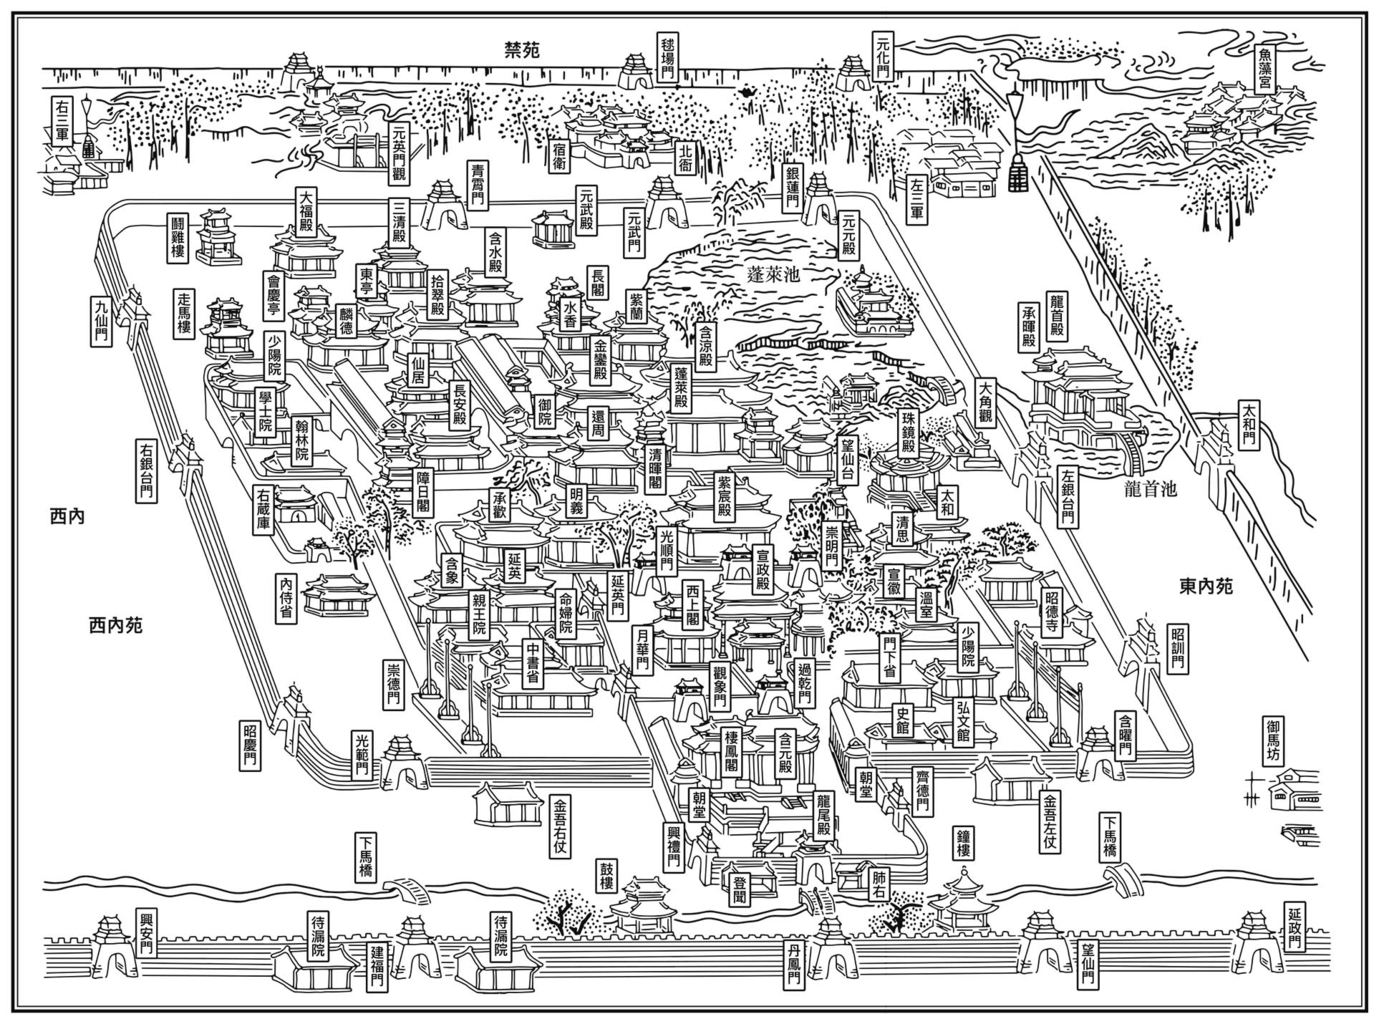 禁苑
毬場門
元化門
魚藻宮
右三軍
元英門觀
宿衛
北衙
左三軍
青霄門
銀蓮門
大福殿
三清殿
元武殿
元武門
元元殿
鬪雞樓
含水殿
蓬萊池
長閣
東亭
拾翠殿
會慶亭
紫蘭
九仙門
走馬樓
麟德
水香
龍首殿
承暉殿
含涼殿
少陽院
金鑾殿
仙居
蓬萊殿
長安殿
御院
大角觀
學士院
還周
珠鏡殿
太和門
翰林院
望仙台
右銀台門
清暉閣
障日閣
紫宸殿
左銀台門
龍首池
右蔵庫
承歡
明義
太和
西內
清思
光順門
崇明門
宣政殿
含象
延英
宣徽
東內苑
內侍省
延英門
西上閣
親王院
命婦院
溫室
昭德寺
西內苑
月華門
少陽院
昭訓門
門下省
中書省
崇德門
觀象門
過乾門
史館
弘文館
含曜門
昭慶門
光範門
棲鳳閣
含元殿
御馬坊
朝堂
齊德門
朝堂
龍尾殿
金吾右仗
金吾左仗
興禮門
下馬橋
鐘樓
下馬橋
鼓樓
登聞
肺右
興安門
待漏院
建福門
待漏院
丹鳳門
望仙門
延政門